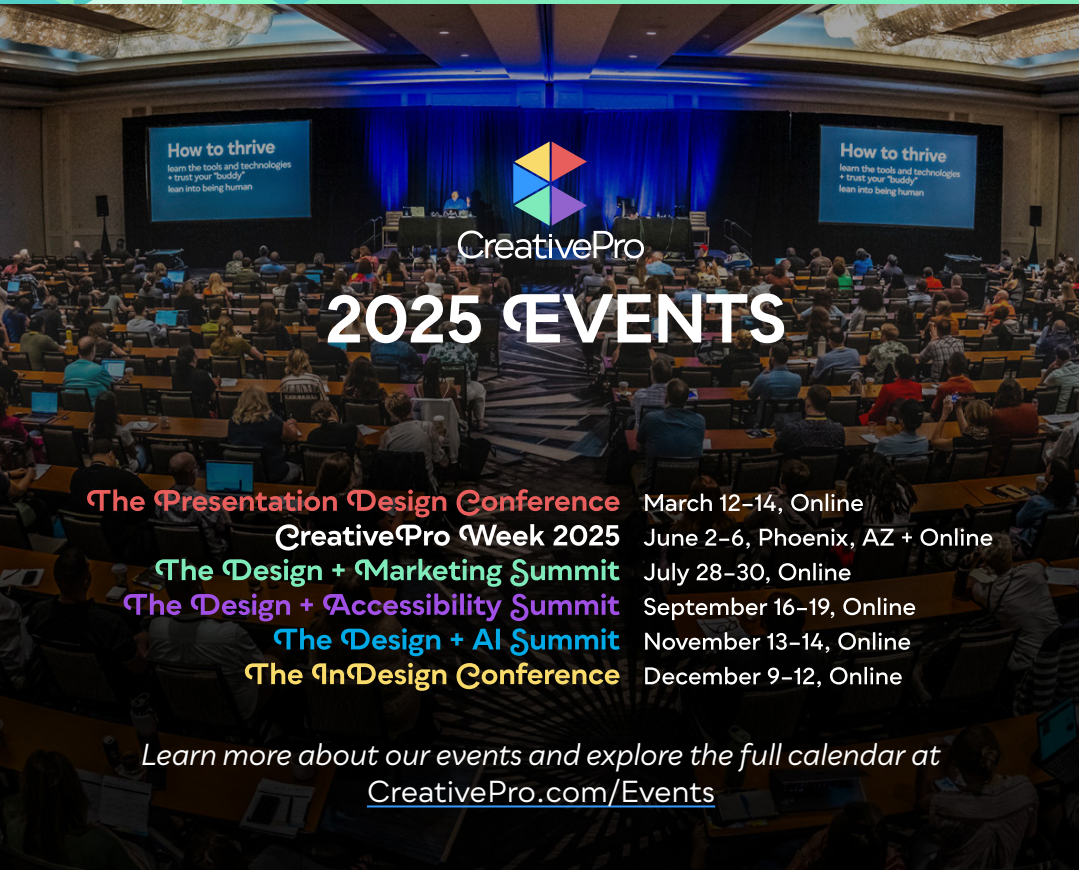 How to thrive
learn the tools and technologies
+ trust your "buddy"
lean into being human
How to thrive
learn the tools and technologies
+ trust your "buddy"
lean into being human
CreativePro
2025 EVENTS
The Presentation Design Conference March 12–14, Online
CreativePro Week 2025 June 2–6, Phoenix, AZ + Online
The Design + Marketing Summit July 28–30, Online
The Design + Accessibility Summit September 16–19, Online
The Design + AI Summit November 13–14, Online
The InDesign Conference December 9–12, Online
Learn more about our events and explore the full calendar at
CreativePro.com/Events